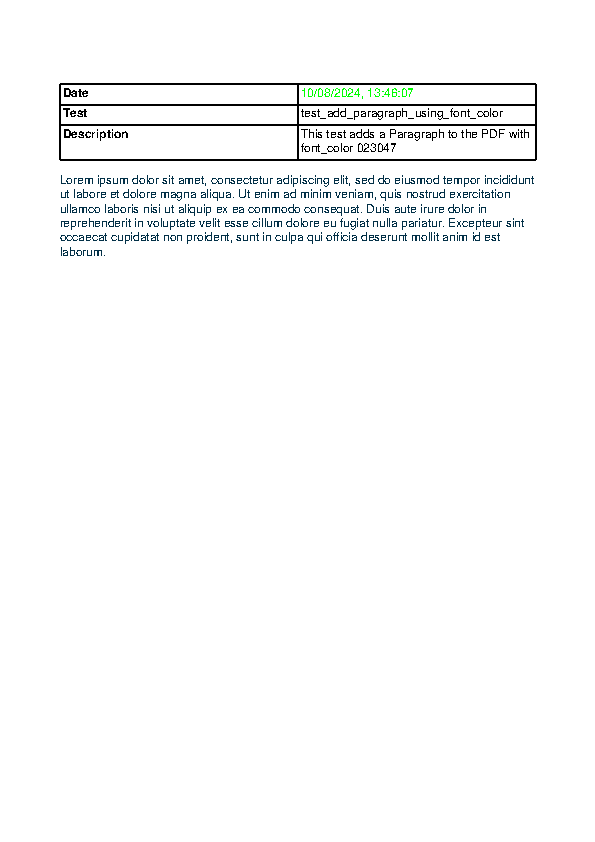 Date 10/08/2024, 13:46:07
Test test_add_paragraph_using_font_color
Description This test adds a Paragraph to the PDF with
font_color 023047
Lorem ipsum dolor sit amet, consectetur adipiscing elit, sed do eiusmod tempor incididunt
ut labore et dolore magna aliqua. Ut enim ad minim veniam, quis nostrud exercitation
ullamco laboris nisi ut aliquip ex ea commodo consequat. Duis aute irure dolor in
reprehenderit in voluptate velit esse cillum dolore eu fugiat nulla pariatur. Excepteur sint
occaecat cupidatat non proident, sunt in culpa qui officia deserunt mollit anim id est
laborum.